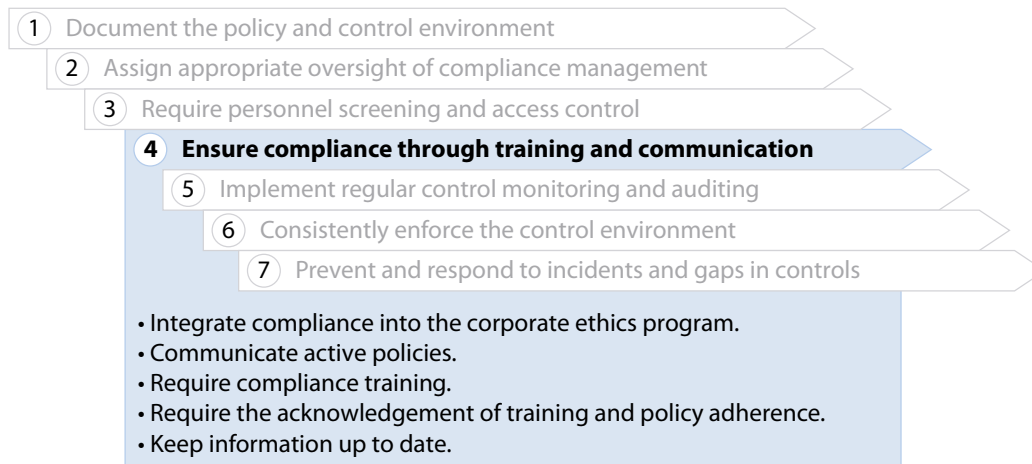 1 Document the policy and control environment
2 Assign appropriate oversight of compliance management
3 Require personnel screening and access control
4 Ensure compliance through training and communication
5 Implement regular control monitoring and auditing
6 Consistently enforce the control environment
7 Prevent and respond to incidents and gaps in controls
• Integrate compliance into the corporate ethics program.
• Communicate active policies.
• Require compliance training.
• Require the acknowledgement of training and policy adherence.
• Keep information up to date.